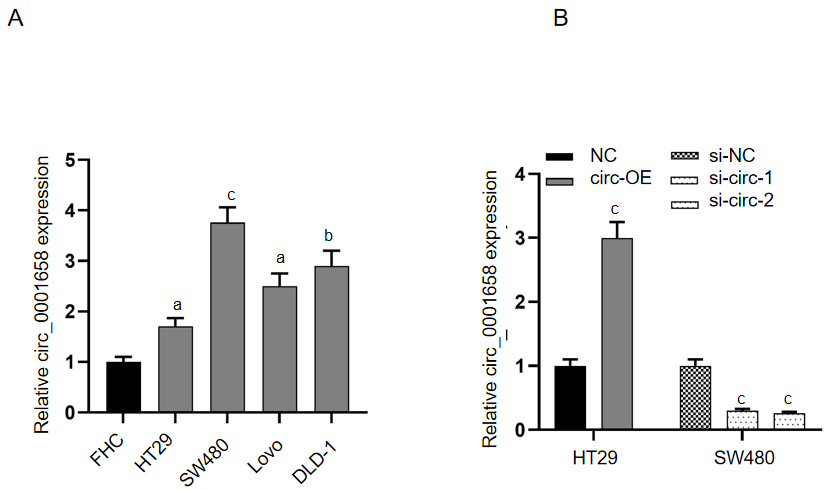 A
B
Relative circ_0001658 expression
5
4
3
2
1
0
a
c
a
b
FHC
HT29
SW480
Lovo
DLD-1
Relative circ_0001658 expression
NC
circ-OE
si-NC
si-circ-1
si-circ-2
4
3
2
1
0
c
c
c
HT29
SW480